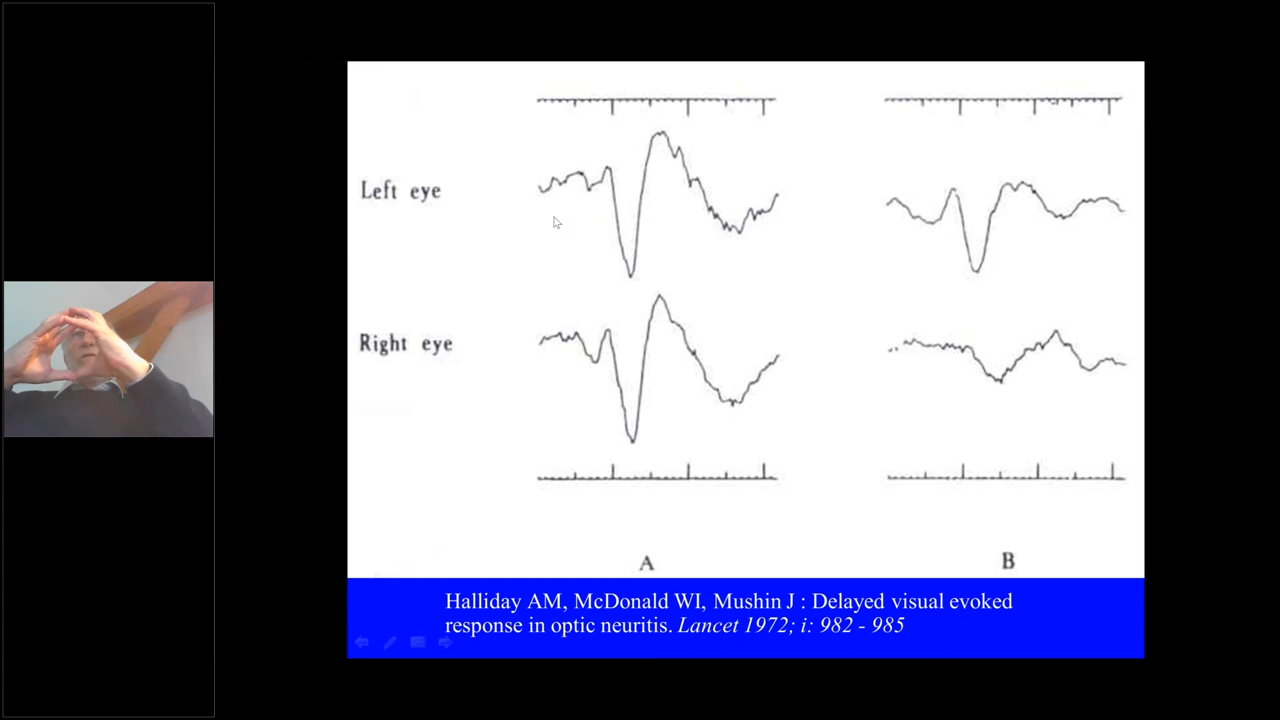 Left eye
Right eye
A
B
Halliday AM, McDonald WI, Mushin J : Delayed visual evoked
response in optic neuritis. Lancet 1972; i: 982 - 985